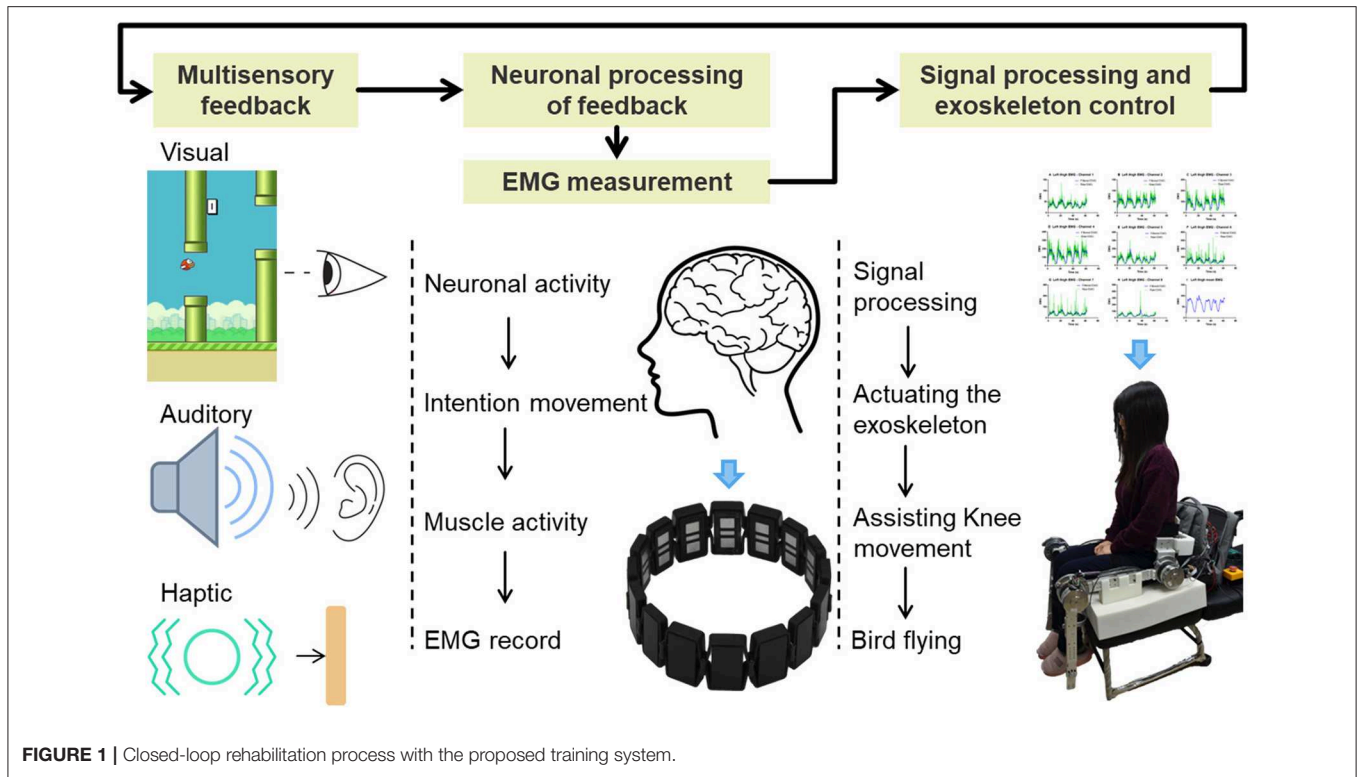 Multisensory
feedback
Neuronal processing
of feedback
Signal processing and
exoskeleton control
EMG measurement
Visual
Auditory
Haptic
Neuronal activity
Intention movement
Muscle activity
EMG record
Signal
processing
Actuating the
exoskeleton
Assisting Knee
movement
Bird flying
FIGURE 1 | Closed-loop rehabilitation process with the proposed training system.